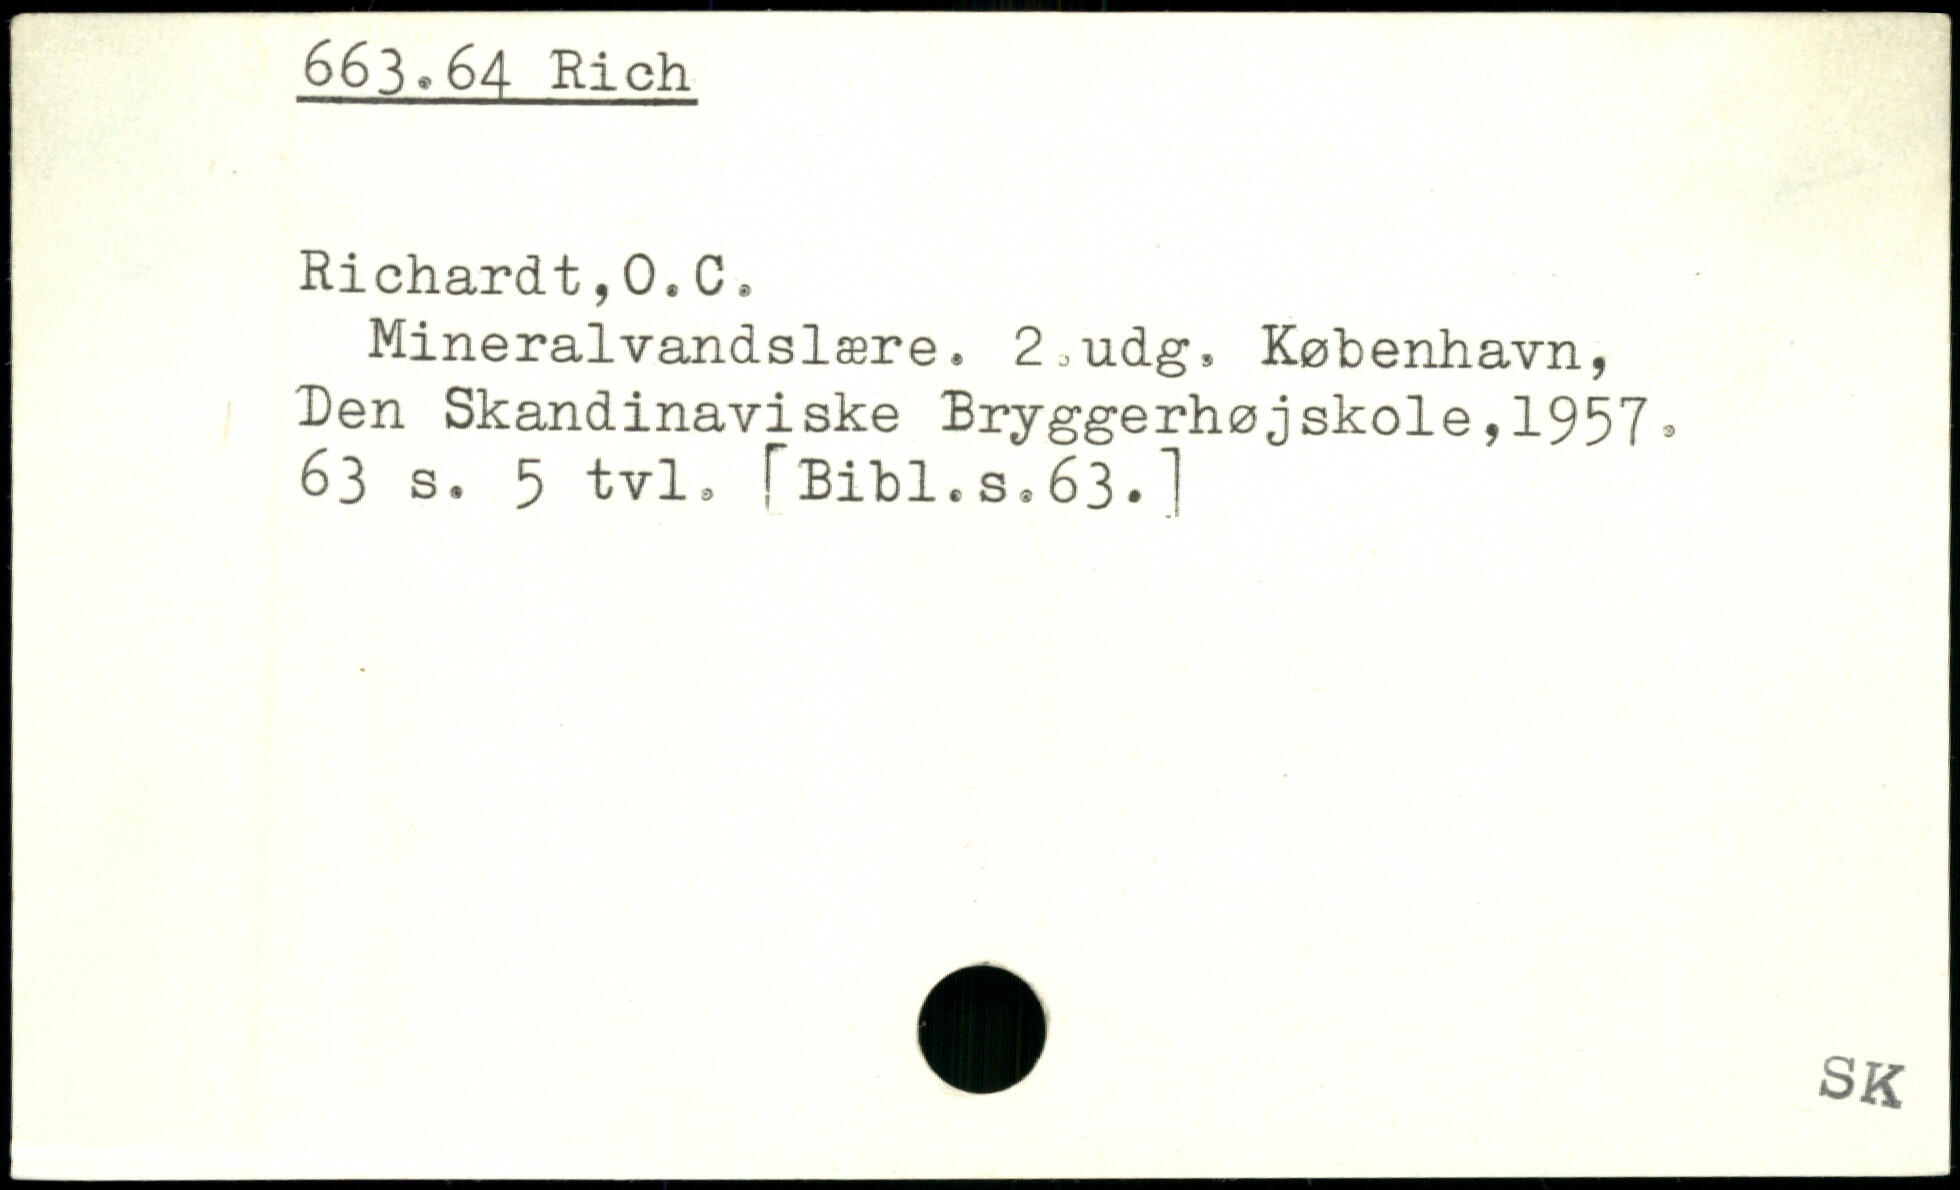 663.64 Rich
Richardt,O.C.
Mineralvandslære. 2.udg. København,
Den Skandinaviske Bryggerhøjskole,1957.
63 s. 5 tvl. [Bibl.s.63.]
SK